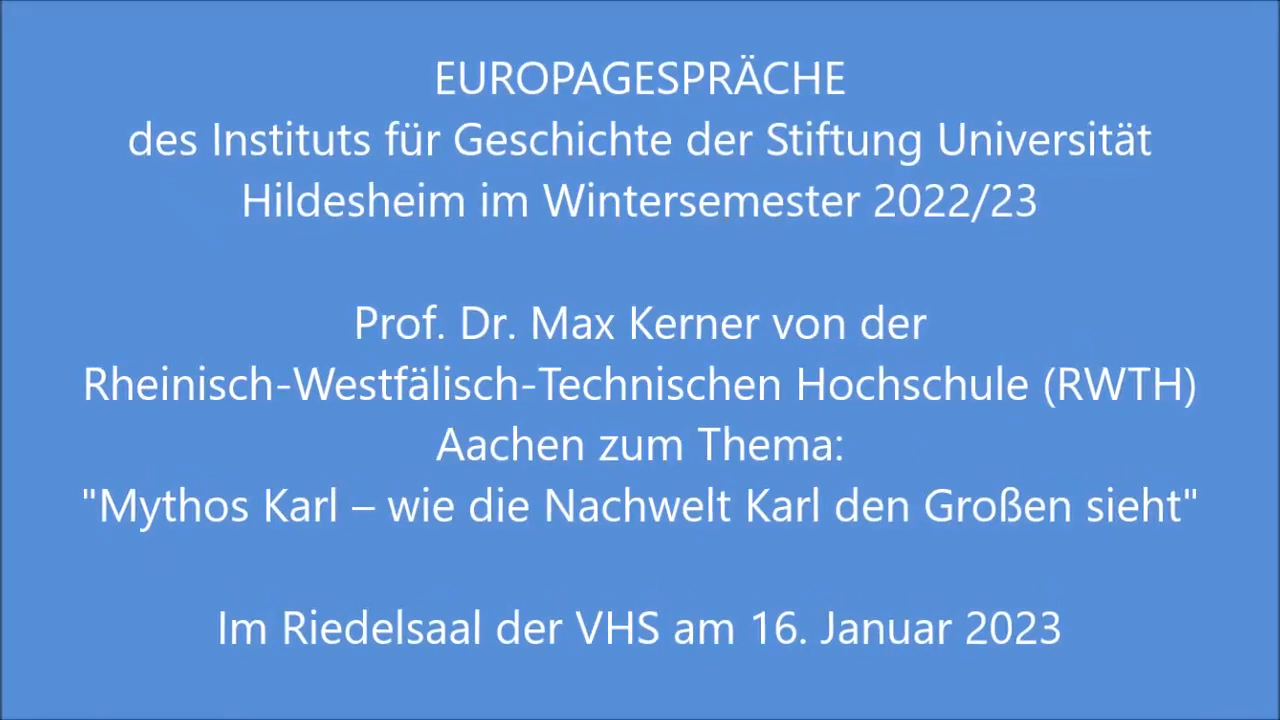 EUROPAGESPRÄCHE
des Instituts für Geschichte der Stiftung Universität
Hildesheim im Wintersemester 2022/23
Prof. Dr. Max Kerner von der
Rheinisch-Westfälisch-Technischen Hochschule (RWTH)
Aachen zum Thema:
"Mythos Karl – wie die Nachwelt Karl den Großen sieht"
Im Riedelsaal der VHS am 16. Januar 2023